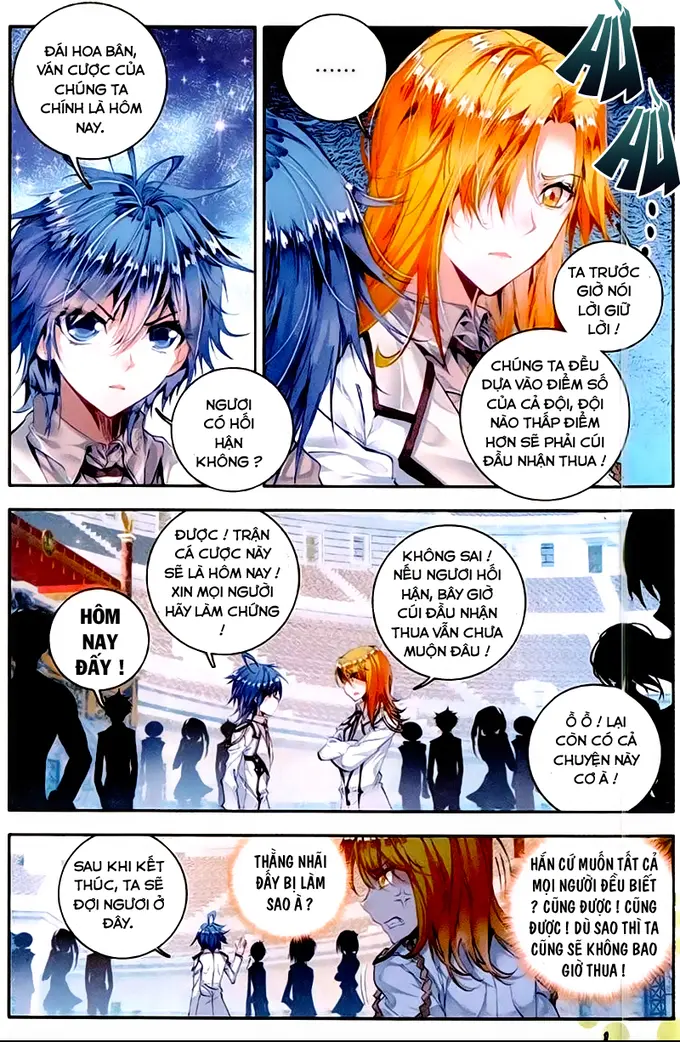 ĐÁI HOA BÂN,
VÁN CƯỢC CỦA
CHÚNG TA
CHÍNH LÀ HÔM
NAY.
NGƯƠI
CÓ HỐI
HẬN
KHÔNG ?
......
HỪ
HỪ
...
TA TRƯỚC
GIỜ NÓI
LỜI GIỮ
LỜI !
CHÚNG TA ĐỀU
DỰA VÀO ĐIỂM SỐ
CỦA CẢ ĐỘI, ĐỘI
NÀO THẤP ĐIỂM
HƠN SẼ PHẢI CÚI
ĐẦU NHẬN THUA !
HÔM
NAY
ĐẤY !
ĐƯỢC ! TRẬN
CÁ CƯỢC NÀY
SẼ LÀ HÔM NAY !
XIN MỌI NGƯỜI
HÃY LÀM CHỨNG
!
KHÔNG SAI !
NẾU NGƯƠI HỐI
HẬN, BÂY GIỜ
CÚI ĐẦU NHẬN
THUA VẪN CHƯA
MUỘN ĐÂU !
Ồ Ồ ! LẠI
CÒN CÓ CẢ
CHUYỆN NÀY
CƠ À !
SAU KHI KẾT
THÚC, TA SẼ
ĐỢI NGƯƠI Ở
ĐÂY.
THẰNG NHÃI
ĐẤY BỊ LÀM
SAO À ?
HẮN CỨ MUỐN TẤT CẢ
MỌI NGƯỜI ĐỀU BIẾT
? CŨNG ĐƯỢC ! CŨNG
ĐƯỢC ! DÙ SAO THÌ TA
CŨNG SẼ KHÔNG BAO
GIỜ THUA !